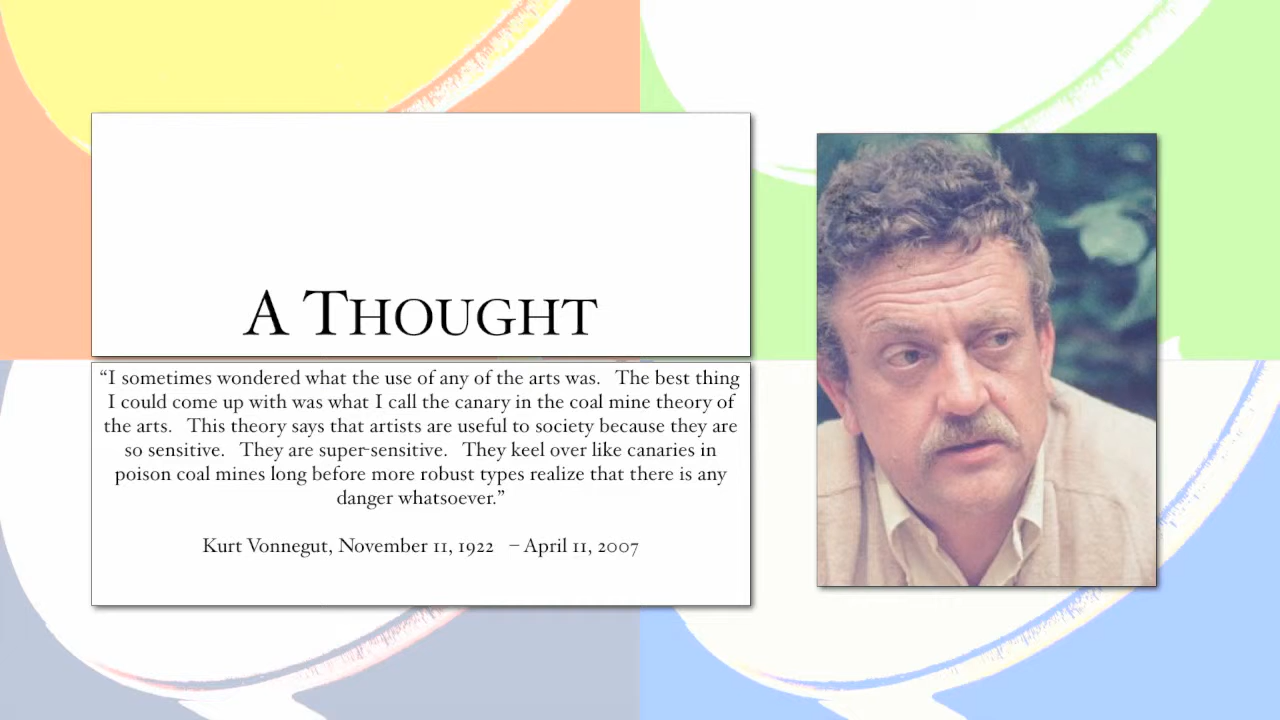 A THOUGHT
“I sometimes wondered what the use of any of the arts was.   The best thing
I could come up with was what I call the canary in the coal mine theory of
the arts.   This theory says that artists are useful to society because they are
so sensitive.   They are super-sensitive.   They keel over like canaries in
poison coal mines long before more robust types realize that there is any
danger whatsoever.”
Kurt Vonnegut, November 11, 1922   – April 11, 2007